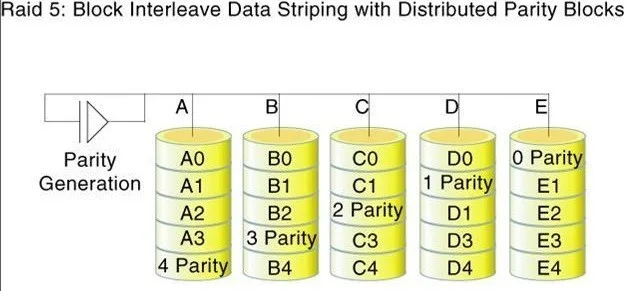 Raid 5: Block Interleave Data Striping with Distributed Parity Blocks
A B C D E
Parity
Generation
A0 B0 C0 D0 0 Parity
A1 B1 C1 1 Parity E1
A2 B2 2 Parity D1 E2
A3 3 Parity C3 D3 E3
4 Parity B4 C4 D4 E4